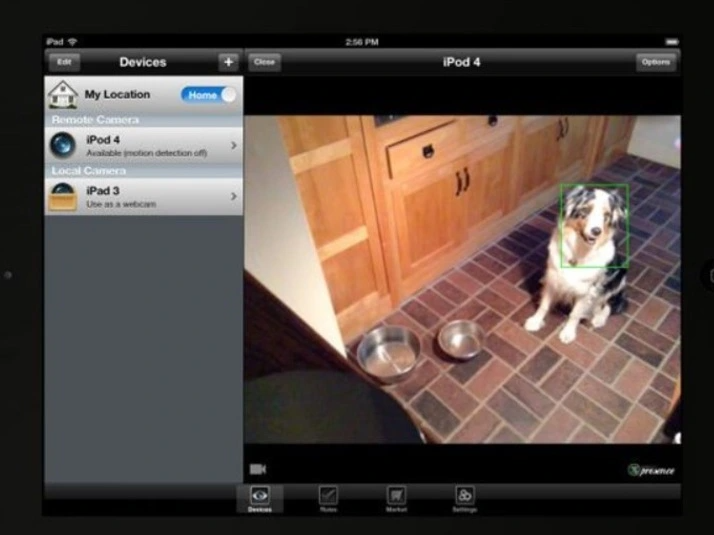 iPad
2:56 PM
Edit
Devices
+
Close
iPod 4
Options
My Location
Home
Remote Camera
iPod 4
Available (motion detection off)
Local Camera
iPad 3
Use as a webcam
Presence
Devices
Rules
Market
Settings